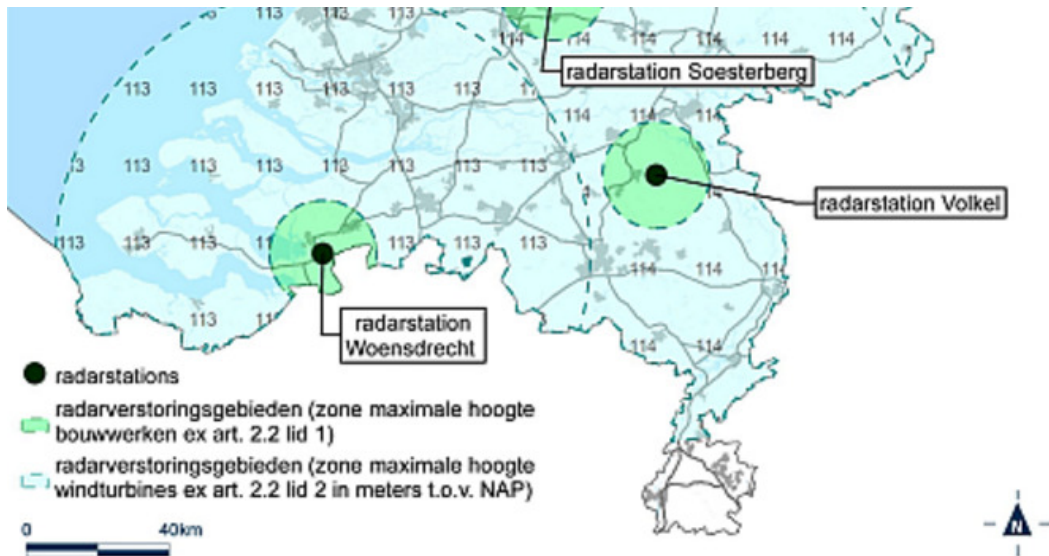 113 113 113 113
114 114 114 114 114 114
radarstation Soesterberg
113 113 113 113 113 113
114 114
113 113 113 113 113 113
radarstation Volkel
113 113 113 113 113
114 114 114
113
radarstation
Woensdrecht
114 114
radarstations
radarverstoringsgebieden (zone maximale hoogte
bouwwerken ex art. 2.2 lid 1)
radarverstoringsgebieden (zone maximale hoogte
windturbines ex art. 2.2 lid 2 in meters t.o.v. NAP)
0 40km
N